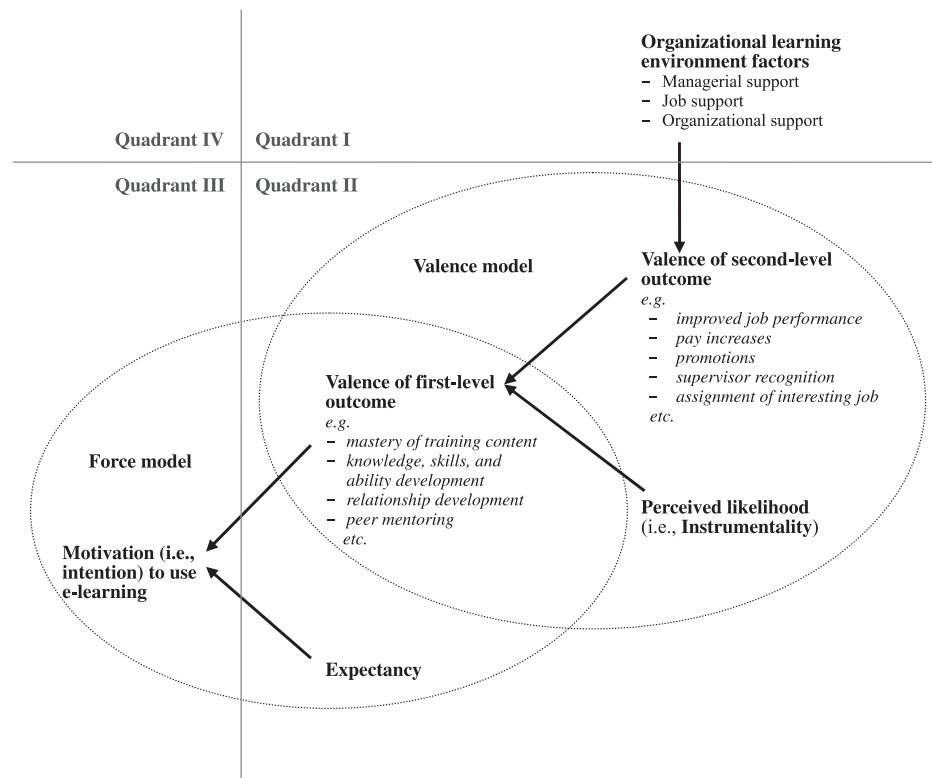 Organizational learning
environment factors
– Managerial support
– Job support
– Organizational support
Quadrant IV
Quadrant I
Quadrant III
Quadrant II
Valence model
Valence of second-level
outcome
e.g.
– improved job performance
– pay increases
– promotions
– supervisor recognition
– assignment of interesting job
etc.
Valence of first-level
outcome
e.g.
– mastery of training content
– knowledge, skills, and
ability development
– relationship development
– peer mentoring
etc.
Force model
Perceived likelihood
(i.e., Instrumentality)
Motivation (i.e.,
intention) to use
e-learning
Expectancy